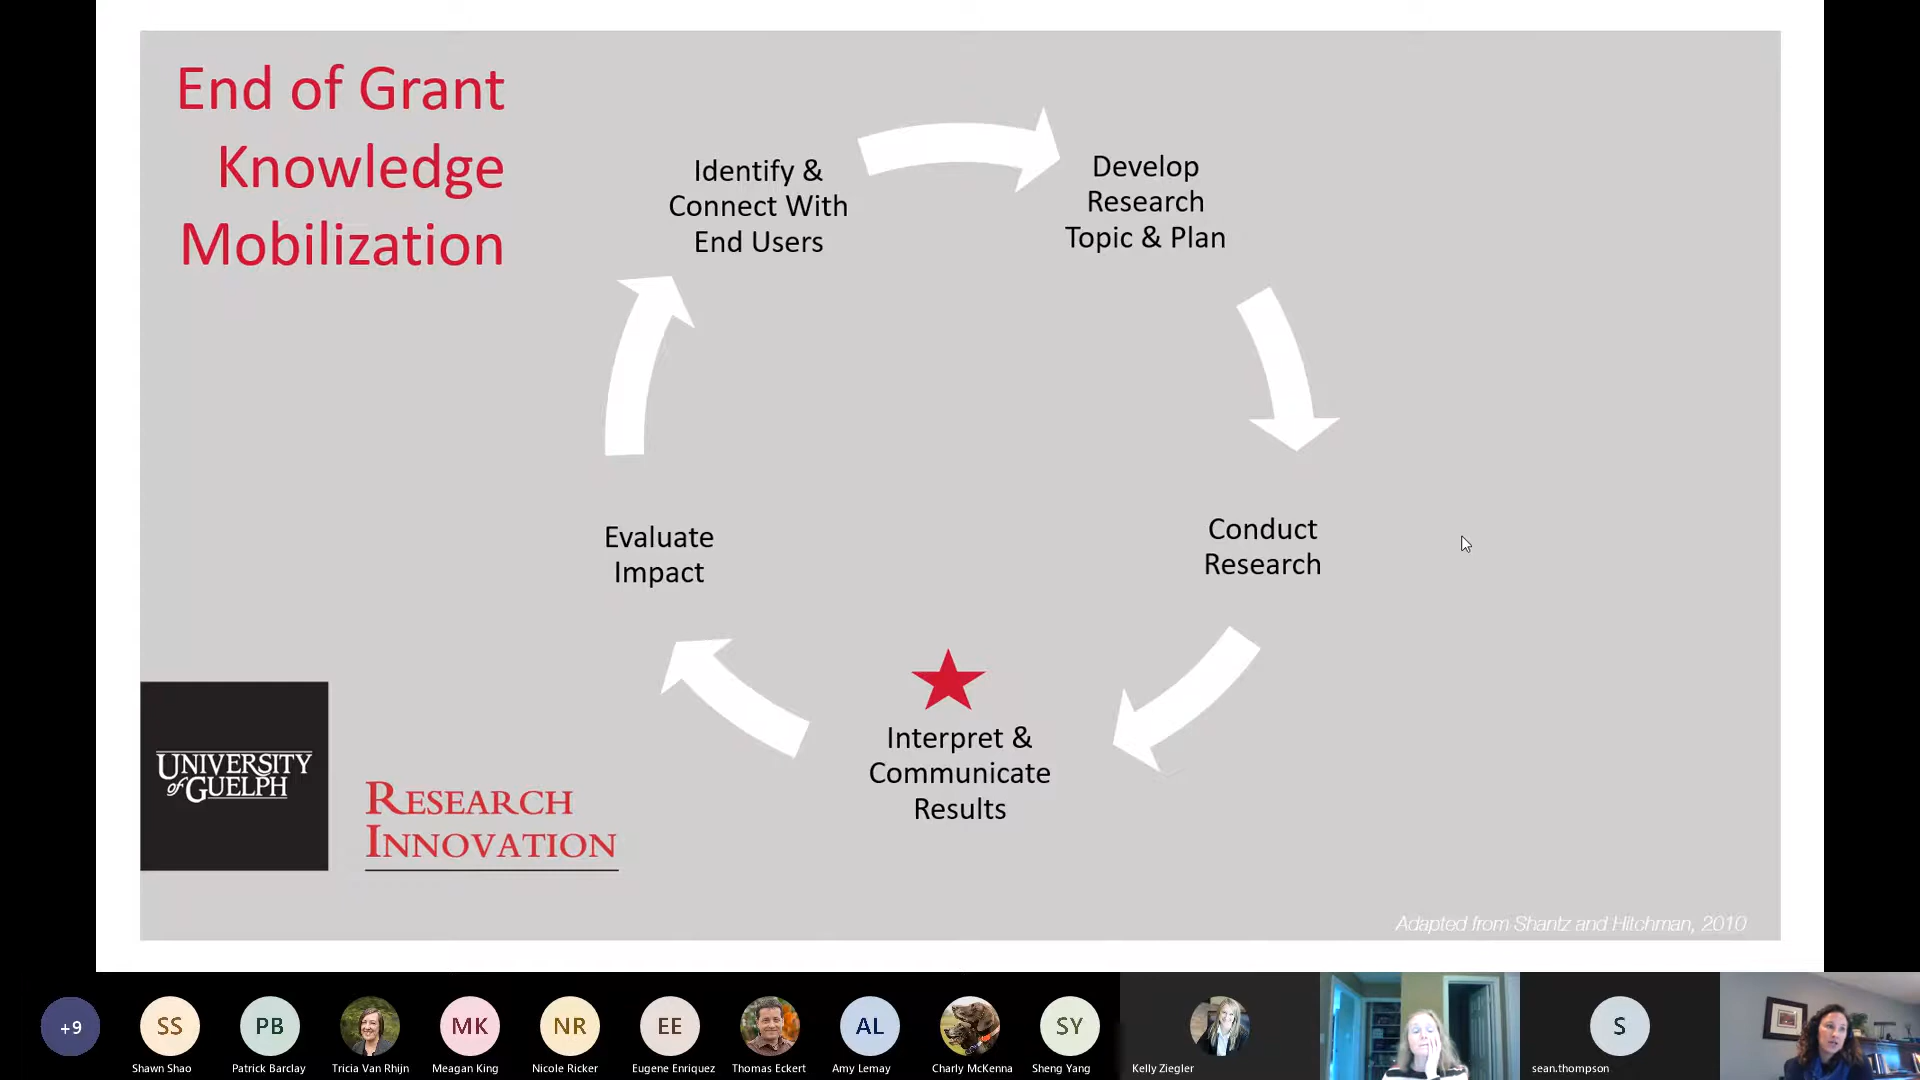 End of Grant
Knowledge
Mobilization
Identify &
Connect With
End Users
Develop
Research
Topic & Plan
Conduct
Research
Interpret &
Communicate
Results
Evaluate
Impact
UNIVERSITY
of GUELPH
RESEARCH
INNOVATION
Adapted from Shantz and Hitchman, 2010
+9
SS
PB
MK
NR
EE
AL
SY
S
Shawn Shao
Patrick Barclay
Tricia Van Rhijn
Meagan King
Nicole Ricker
Eugene Enriquez
Thomas Eckert
Amy Lemay
Charly McKenna
Sheng Yang
Kelly Ziegler
sean.thompson